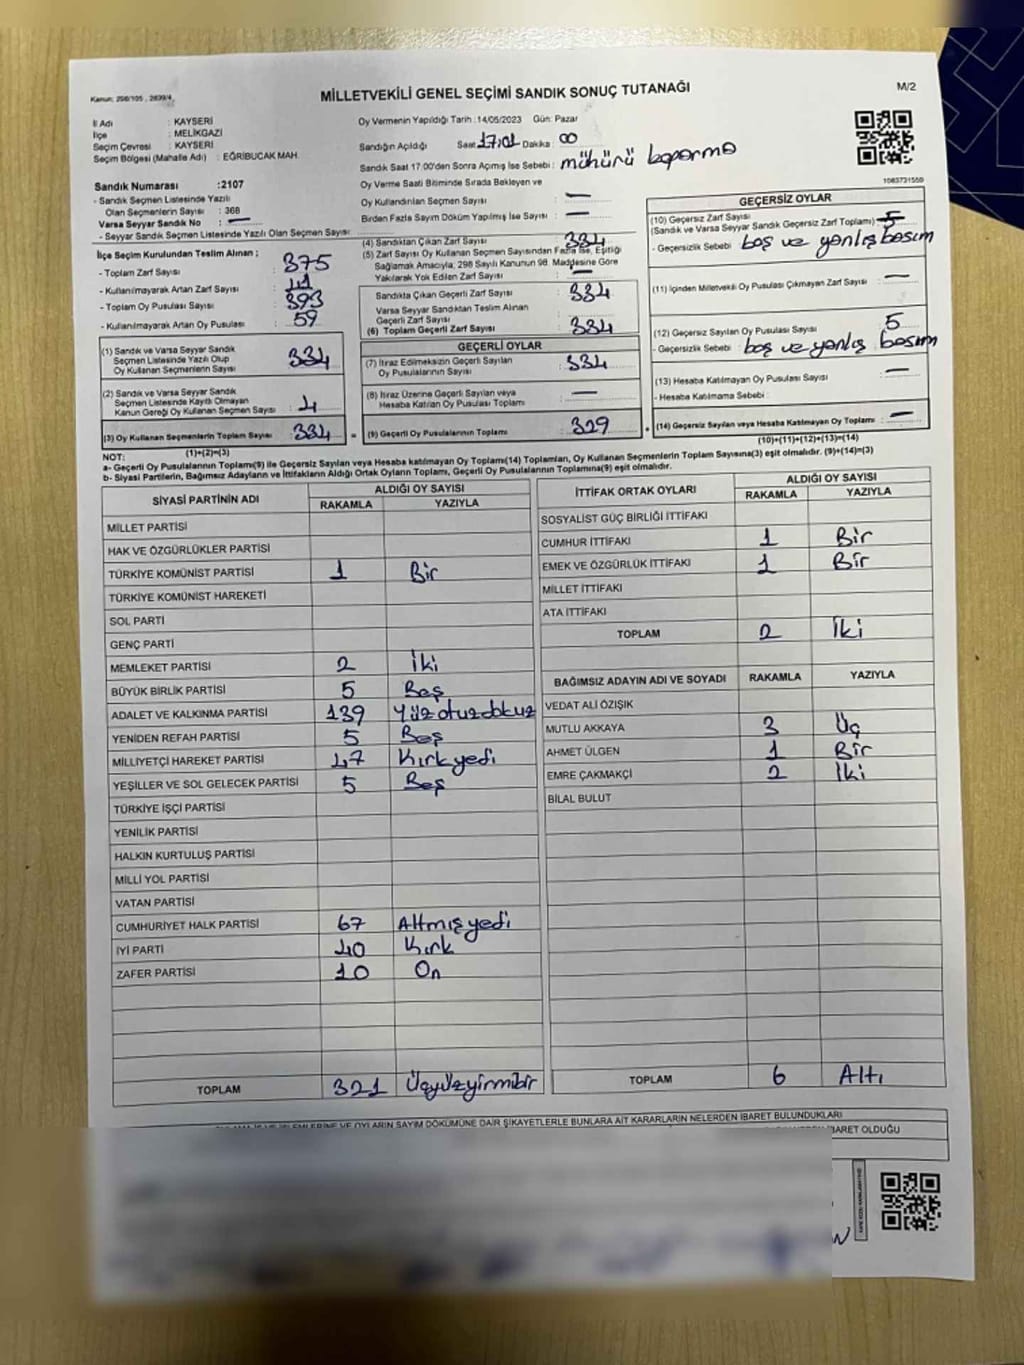 Kanun: 298/105 , 2839/4
MİLLETVEKİLİ GENEL SEÇİMİ SANDIK SONUÇ TUTANAĞI
M/2
İl Adı : KAYSERİ
İlçe : MELİKGAZİ
Seçim Çevresi : KAYSERİ
Seçim Bölgesi (Mahalle Adı) : EĞRİBUCAK MAH
Sandık Numarası :2107
- Sandık Seçmen Listesinde Yazılı
Olan Seçmenlerin Sayısı : 368
Varsa Seyyar Sandık No : —
- Seyyar Sandık Seçmen Listesinde Yazılı Olan Seçmen Sayısı
İlçe Seçim Kurulundan Teslim Alınan ;
- Toplam Zarf Sayısı : 375
- Kullanılmayarak Artan Zarf Sayısı : 41
- Toplam Oy Pusulası Sayısı : 393
- Kullanılmayarak Artan Oy Pusulası : 59
(1) Sandık ve Varsa Seyyar Sandık
Seçmen Listesinde Yazılı Olup
Oy Kullanan Seçmenlerin Sayısı : 334
(2) Sandık ve Varsa Seyyar Sandık
Seçmen Listesinde Kayıtlı Olmayan
Kanun Gereği Oy Kullanan Seçmen Sayısı : 4
(3) Oy Kullanan Seçmenlerin Toplam Sayısı : 334
(1)+(2)=(3)
Oy Vermenin Yapıldığı Tarih : 14/05/2023 Gün: Pazar
Sandığın Açıldığı Saat 17:01 Dakika : 00
Sandık Saat 17.00'den Sonra Açılmış İse Sebebi : mühürü koparma
Oy Verme Saati Bitiminde Sırada Bekleyen ve
Oy Kullandırılan Seçmen Sayısı : —
Birden Fazla Sayım Döküm Yapılmış İse Sayısı : —
(4) Sandıktan Çıkan Zarf Sayısı : 334
(5) Zarf Sayısı Oy Kullanan Seçmen Sayısından Fazla İse, Eşitliği
Sağlamak Amacıyla, 298 Sayılı Kanunun 98. Maddesine Göre
Yakılarak Yok Edilen Zarf Sayısı : —
Sandıkta Çıkan Geçerli Zarf Sayısı : 334
Varsa Seyyar Sandıktan Teslim Alınan
Geçerli Zarf Sayısı
(6) Toplam Geçerli Zarf Sayısı : 334
GEÇERLİ OYLAR
(7) İtiraz Edilmeksizin Geçerli Sayılan
Oy Pusulalarının Sayısı : 334
(8) İtiraz Üzerine Geçerli Sayılan veya
Hesaba Katılan Oy Pusulası Toplamı : —
= (9) Geçerli Oy Pusulalarının Toplamı : 329
1083731559
GEÇERSİZ OYLAR
(10) Geçersiz Zarf Sayısı
(Sandık ve Varsa Seyyar Sandık Geçersiz Zarf Toplamı) : 5
- Geçersizlik Sebebi : boş ve yanlış basım
(11) İçinden Milletvekili Oy Pusulası Çıkmayan Zarf Sayısı : —
(12) Geçersiz Sayılan Oy Pusulası Sayısı : 5
- Geçersizlik Sebebi : boş ve yanlış basım
(13) Hesaba Katılmayan Oy Pusulası Sayısı : —
- Hesaba Katılmama Sebebi :
+ (14) Geçersiz Sayılan veya Hesaba Katılmayan Oy Toplamı : —
(10)+(11)+(12)+(13)=(14)
NOT:
a- Geçerli Oy Pusulalarının Toplamı(9) ile Geçersiz Sayılan veya Hesaba katılmayan Oy Toplamı(14) Toplamları, Oy Kullanan Seçmenlerin Toplam Sayısına(3) eşit olmalıdır. (9)+(14)=(3)
b- Siyasi Partilerin, Bağımsız Adayların ve İttifakların Aldığı Ortak Oyların Toplamı, Geçerli Oy Pusulalarının Toplamına(9) eşit olmalıdır.
SİYASİ PARTİNİN ADI ALDIĞI OY SAYISI
RAKAMLA YAZIYLA
MİLLET PARTİSİ
HAK VE ÖZGÜRLÜKLER PARTİSİ
TÜRKİYE KOMÜNİST PARTİSİ 1 Bir
TÜRKİYE KOMÜNİST HAREKETİ
SOL PARTİ
GENÇ PARTİ
MEMLEKET PARTİSİ 2 İki
BÜYÜK BİRLİK PARTİSİ 5 Beş
ADALET VE KALKINMA PARTİSİ 139 Yüzotuzdokuz
YENİDEN REFAH PARTİSİ 5 Beş
MİLLİYETÇİ HAREKET PARTİSİ 47 Kırkyedi
YEŞİLLER VE SOL GELECEK PARTİSİ 5 Beş
TÜRKİYE İŞÇİ PARTİSİ
YENİLİK PARTİSİ
HALKIN KURTULUŞ PARTİSİ
MİLLİ YOL PARTİSİ
VATAN PARTİSİ
CUMHURİYET HALK PARTİSİ 67 Altmışyedi
İYİ PARTİ 40 Kırk
ZAFER PARTİSİ 10 On
TOPLAM 321 Üçyüzyirmibir
İTTİFAK ORTAK OYLARI ALDIĞI OY SAYISI
RAKAMLA YAZIYLA
SOSYALİST GÜÇ BİRLİĞİ İTTİFAKI
CUMHUR İTTİFAKI 1 Bir
EMEK VE ÖZGÜRLÜK İTTİFAKI 1 Bir
MİLLET İTTİFAKI
ATA İTTİFAKI
TOPLAM 2 İki
BAĞIMSIZ ADAYIN ADI VE SOYADI RAKAMLA YAZIYLA
VEDAT ALİ ÖZIŞIK
MUTLU AKKAYA 3 Üç
AHMET ÜLGEN 1 Bir
EMRE ÇAKMAKÇİ 2 İki
BİLAL BULUT
TOPLAM 6 Altı
İŞLEMLERİNE VE OYLARIN SAYIM DÖKÜMÜNE DAİR ŞİKAYETLERLE BUNLARA AİT KARARLARIN NELERDEN İBARET BULUNDUKLARI
İBARET OLDUĞU